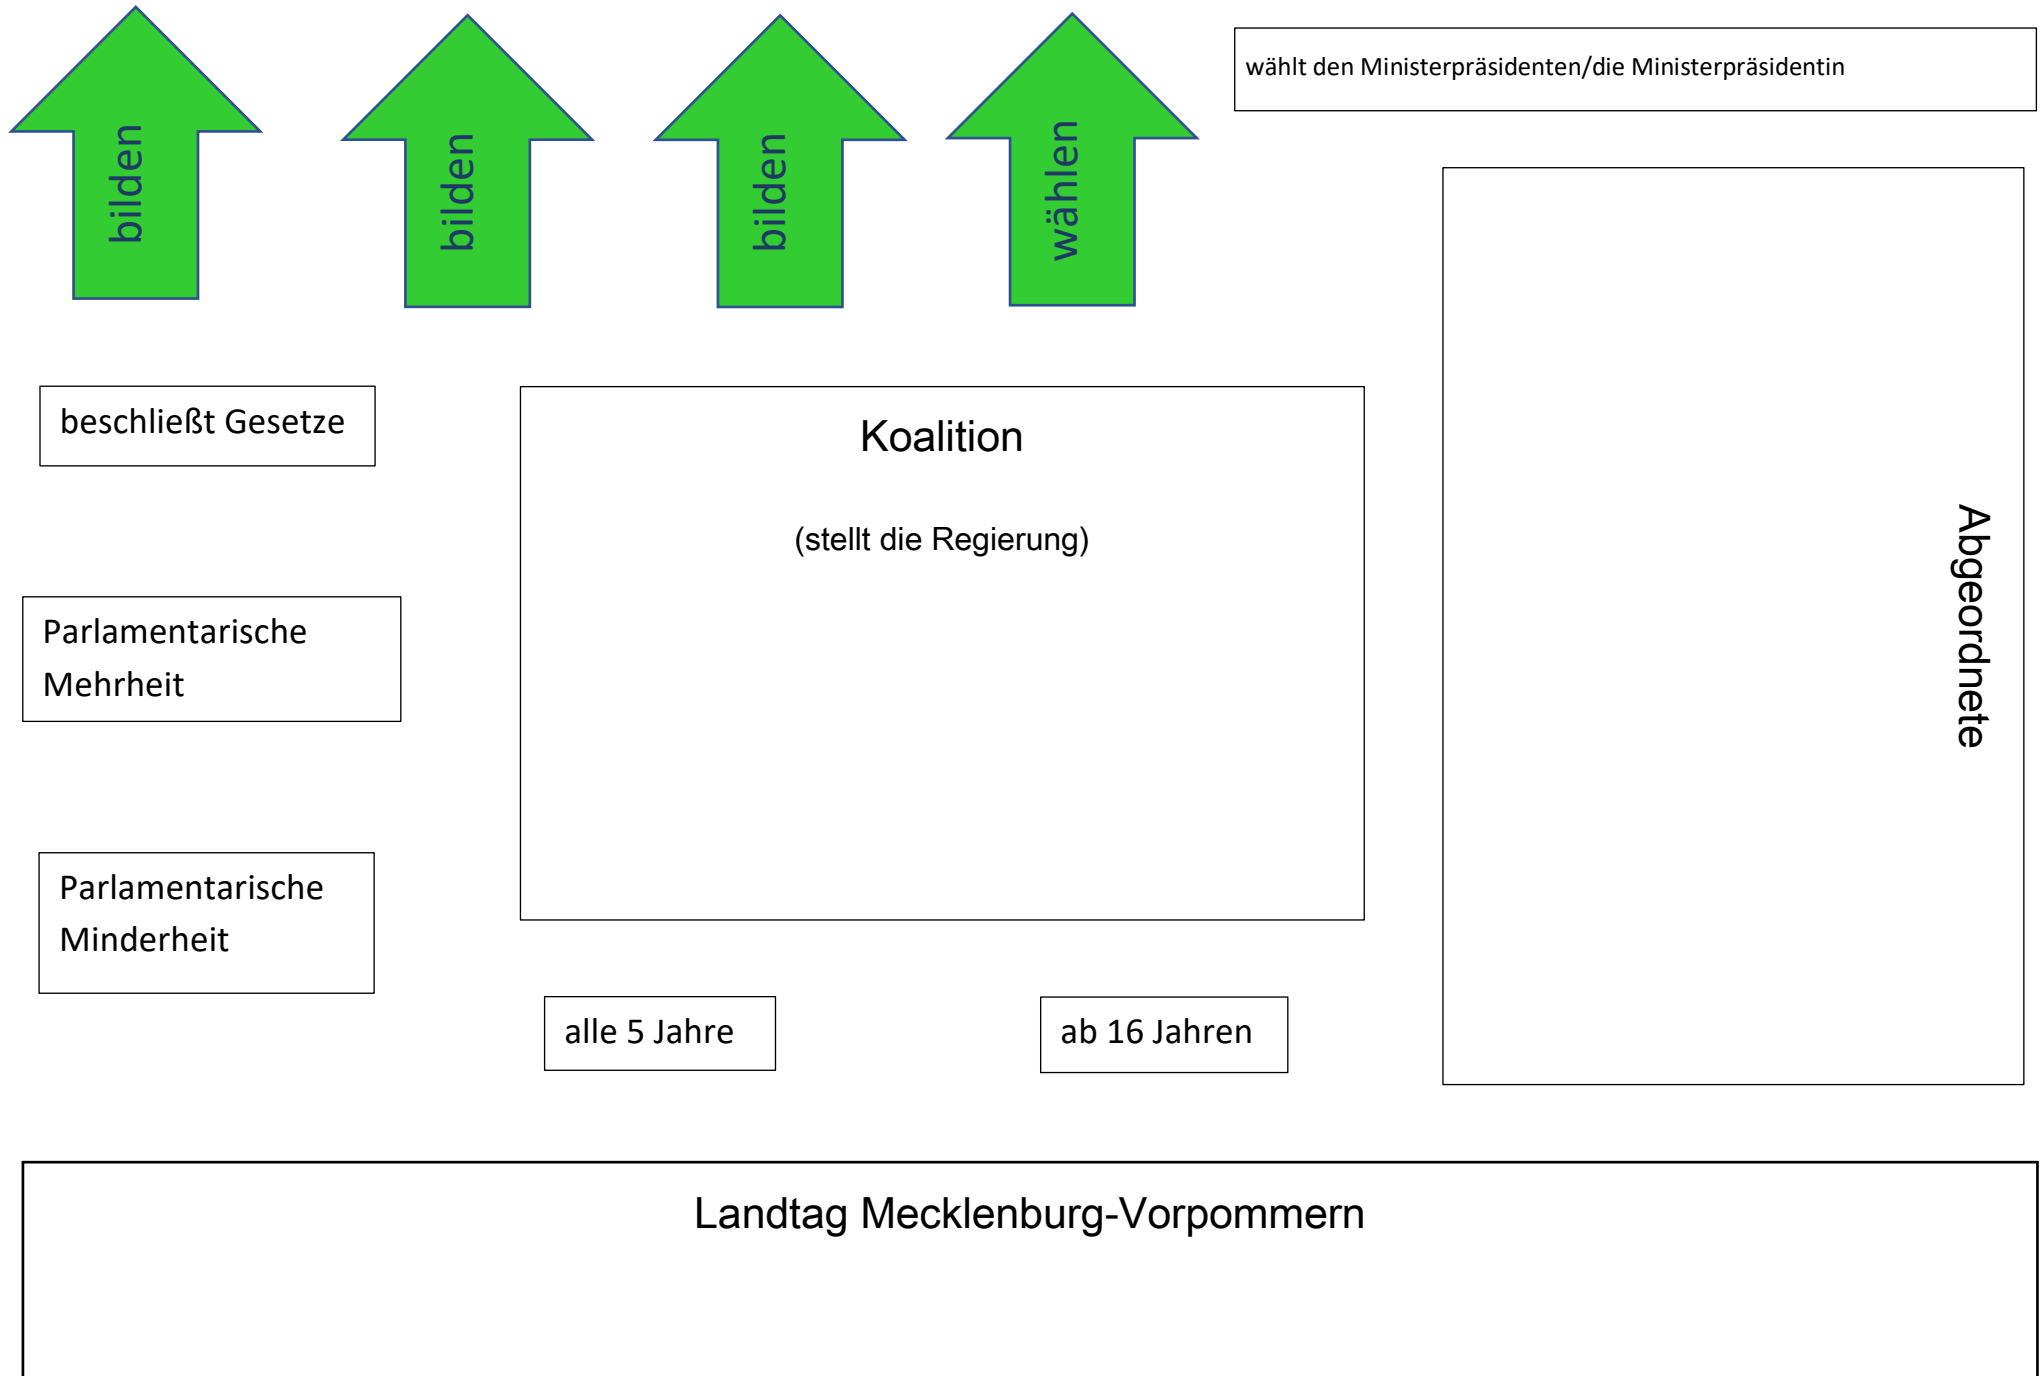 bilden
bilden
bilden
wählen
wählt den Ministerpräsidenten/die Ministerpräsidentin
beschließt Gesetze
Koalition
(stellt die Regierung)
Abgeordnete
Parlamentarische
Mehrheit
Parlamentarische
Minderheit
alle 5 Jahre
ab 16 Jahren
Landtag Mecklenburg-Vorpommern